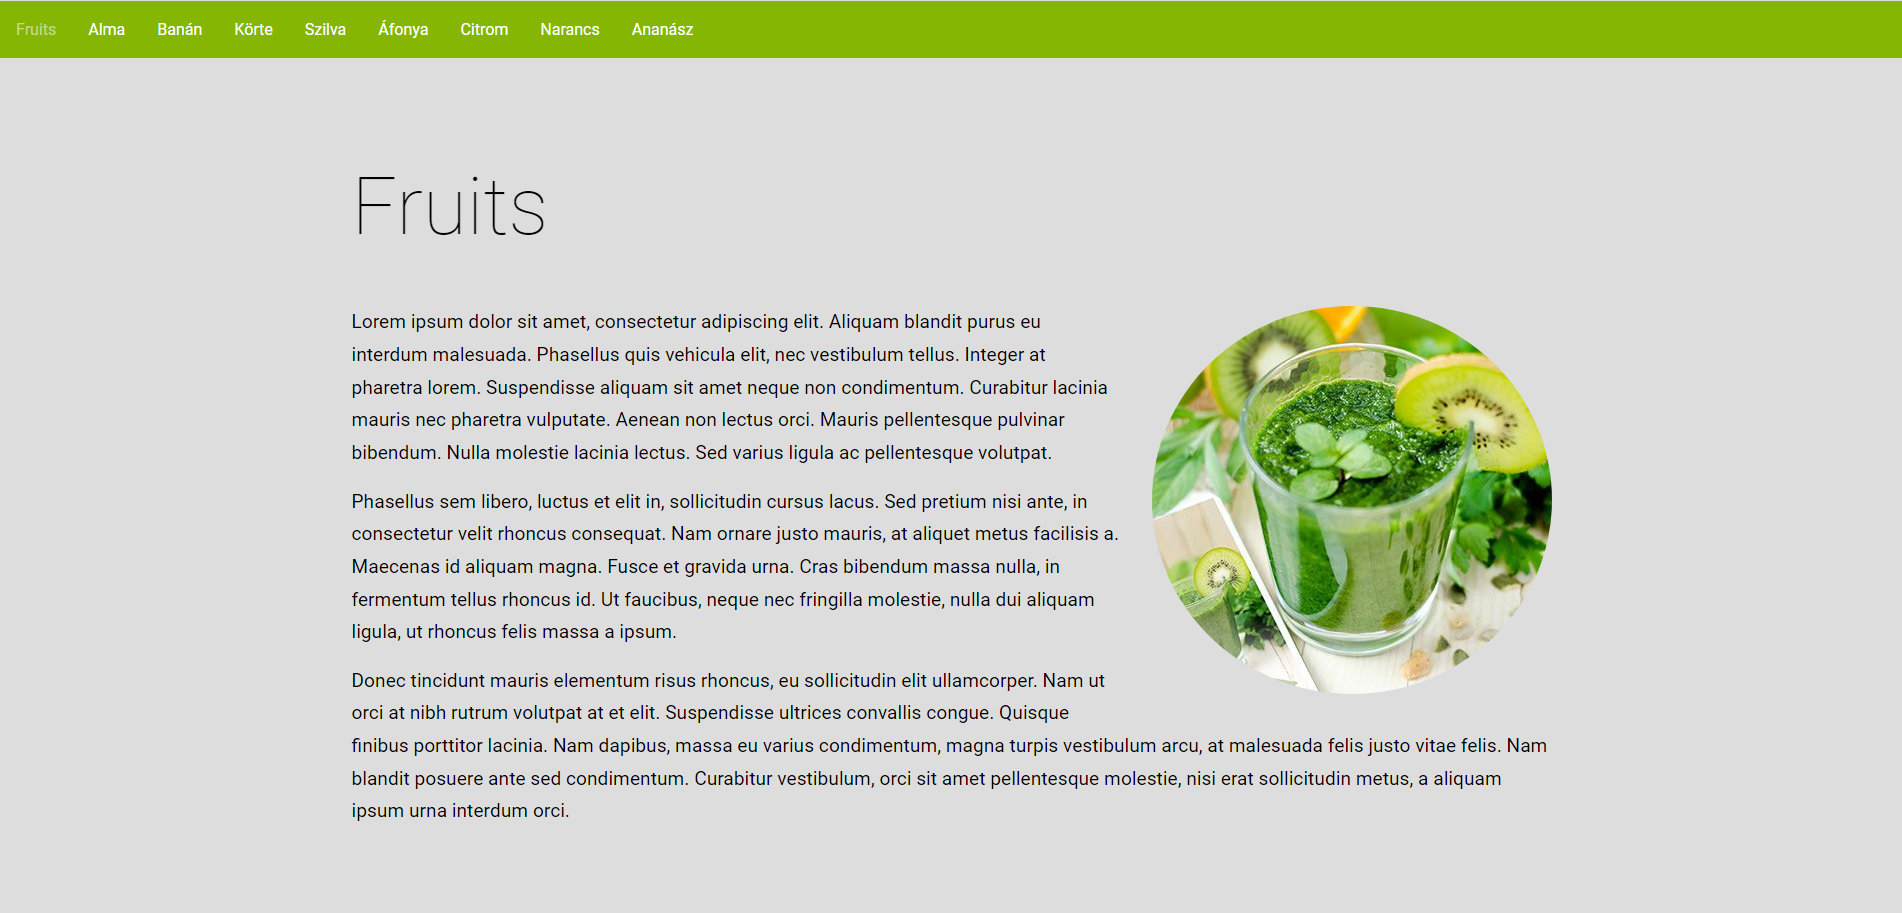 Fruits Alma Banán Körte Szilva Áfonya Citrom Narancs Ananász
Fruits
Lorem ipsum dolor sit amet, consectetur adipiscing elit. Aliquam blandit purus eu
interdum malesuada. Phasellus quis vehicula elit, nec vestibulum tellus. Integer at
pharetra lorem. Suspendisse aliquam sit amet neque non condimentum. Curabitur lacinia
mauris nec pharetra vulputate. Aenean non lectus orci. Mauris pellentesque pulvinar
bibendum. Nulla molestie lacinia lectus. Sed varius ligula ac pellentesque volutpat.
Phasellus sem libero, luctus et elit in, sollicitudin cursus lacus. Sed pretium nisi ante, in
consectetur velit rhoncus consequat. Nam ornare justo mauris, at aliquet metus facilisis a.
Maecenas id aliquam magna. Fusce et gravida urna. Cras bibendum massa nulla, in
fermentum tellus rhoncus id. Ut faucibus, neque nec fringilla molestie, nulla dui aliquam
ligula, ut rhoncus felis massa a ipsum.
Donec tincidunt mauris elementum risus rhoncus, eu sollicitudin elit ullamcorper. Nam ut
orci at nibh rutrum volutpat at et elit. Suspendisse ultrices convallis congue. Quisque
finibus porttitor lacinia. Nam dapibus, massa eu varius condimentum, magna turpis vestibulum arcu, at malesuada felis justo vitae felis. Nam
blandit posuere ante sed condimentum. Curabitur vestibulum, orci sit amet pellentesque molestie, nisi erat sollicitudin metus, a aliquam
ipsum urna interdum orci.